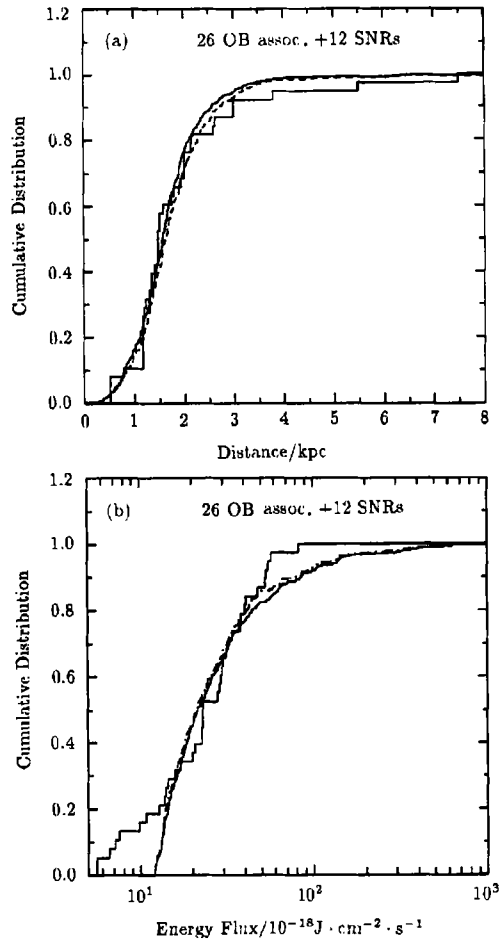 (a) 26 OB assoc. +12 SNRs
1.2
1.0
0.8
0.6
0.4
0.2
0.0
Cumulative Distribution
0 1 2 3 4 5 6 7 8
Distance/kpc
(b) 26 OB assoc. +12 SNRs
1.2
1.0
0.8
0.6
0.4
0.2
0.0
Cumulative Distribution
10¹ 10² 10³
Energy Flux/10⁻¹⁸J·cm⁻²·s⁻¹